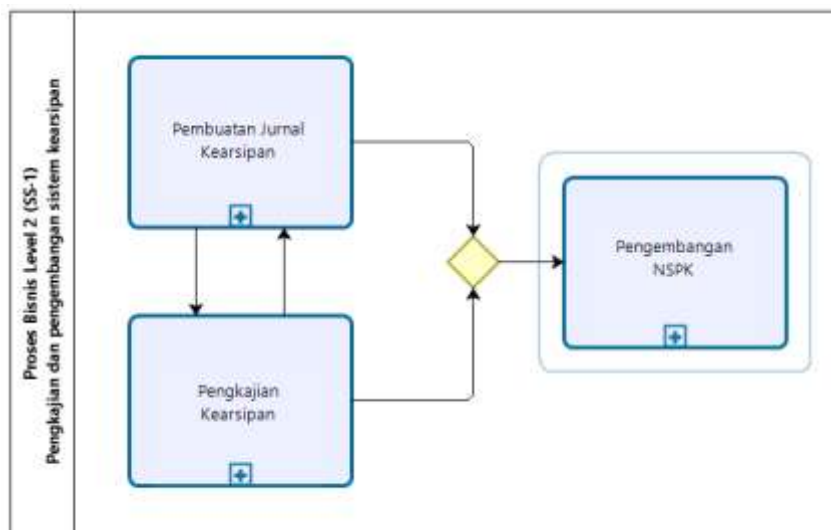 Proses Bisnis Level 2 (SS-1)
Pengkajian dan pengembangan sistem kearsipan
Pembuatan Jurnal
Kearsipan
Pengkajian
Kearsipan
Pengembangan
NSPK